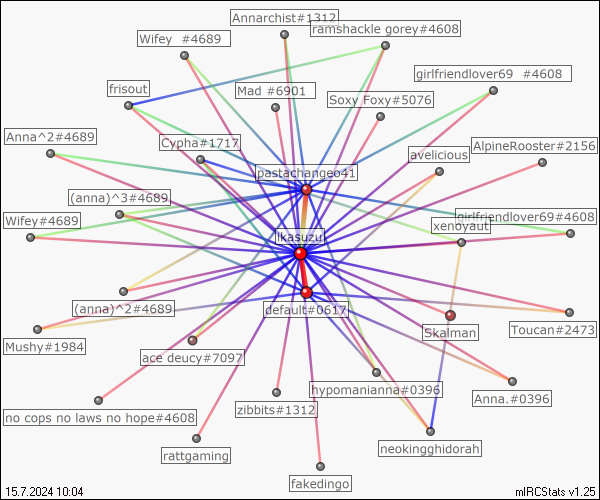 Annarchist#1312
ramshackle gorey#4608
Wifey  #4689
girlfriendlover69  #4608
frisout
Mad #6901
Soxy Foxy#5076
Anna^2#4689
Cypha#1717
AlpineRooster#2156
avelicious
pastachangeo41
(anna)^3#4689
Wifey#4689
girlfriendlover69#4608
xenoyaut
ikasuzu
(anna)^2#4689
default#0617
Skalman
Toucan#2473
Mushy#1984
ace deucy#7097
hypomanianna#0396
Anna.#0396
no cops no laws no hope#4608
zibbits#1312
neokingghidorah
rattgaming
fakedingo
15.7.2024 10:04
mIRCStats v1.25